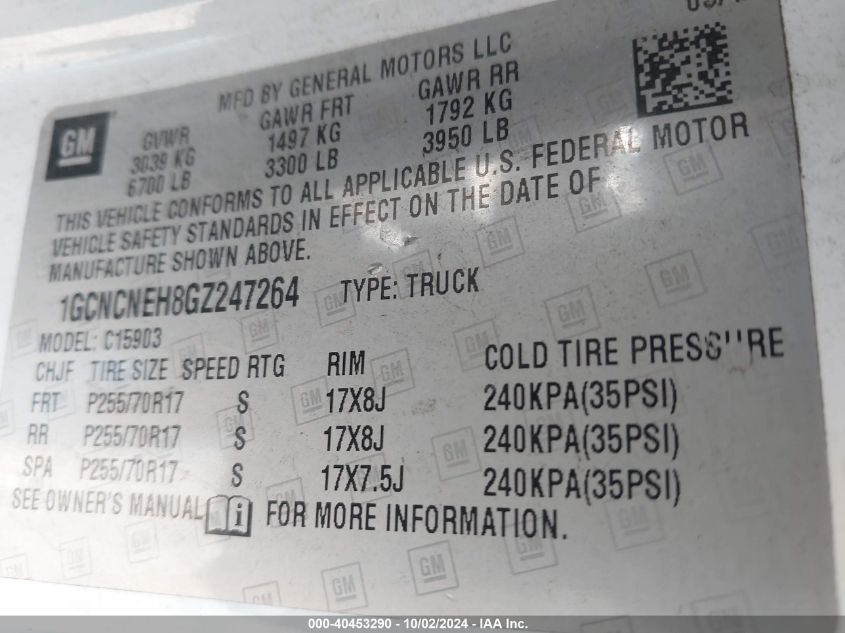 MFD BY GENERAL MOTORS LLC
GM
GVWR GAWR FRT GAWR RR
3039 KG 1497 KG 1792 KG
6700 LB 3300 LB 3950 LB
THIS VEHICLE CONFORMS TO ALL APPLICABLE U.S. FEDERAL MOTOR
VEHICLE SAFETY STANDARDS IN EFFECT ON THE DATE OF
MANUFACTURE SHOWN ABOVE.
1GCNCNEH8GZ247264 TYPE: TRUCK
MODEL: C15903
CHJF TIRE SIZE SPEED RTG RIM COLD TIRE PRESSURE
FRT P255/70R17 S 17X8J 240KPA(35PSI)
RR P255/70R17 S 17X8J 240KPA(35PSI)
SPA P255/70R17 S 17X7.5J 240KPA(35PSI)
SEE OWNER'S MANUAL i FOR MORE INFORMATION.
000-40453290 - 10/02/2024 - IAA Inc.